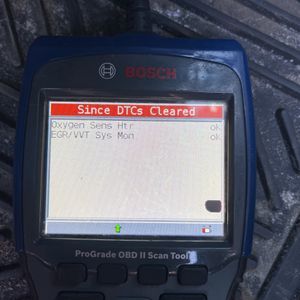 BOSCH
Since DTCs Cleared
Oxygen Sens Htr ok
EGR/VVT Sys Mon ok
ProGrade OBD II Scan Tool